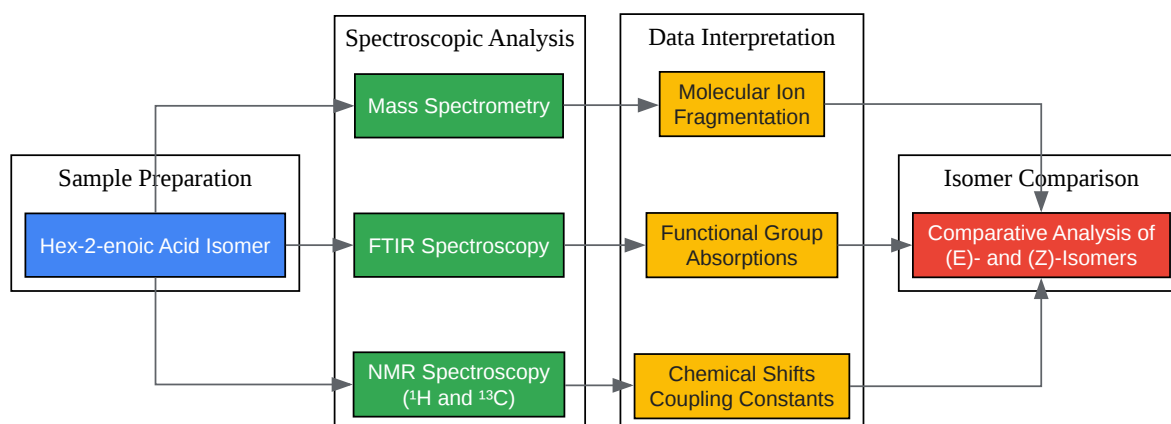 Spectroscopic Analysis
Data Interpretation
Mass Spectrometry
Molecular Ion
Fragmentation
Sample Preparation
Isomer Comparison
Hex-2-enoic Acid Isomer
FTIR Spectroscopy
Functional Group
Absorptions
Comparative Analysis of
(E)- and (Z)-Isomers
NMR Spectroscopy
(¹H and ¹³C)
Chemical Shifts
Coupling Constants